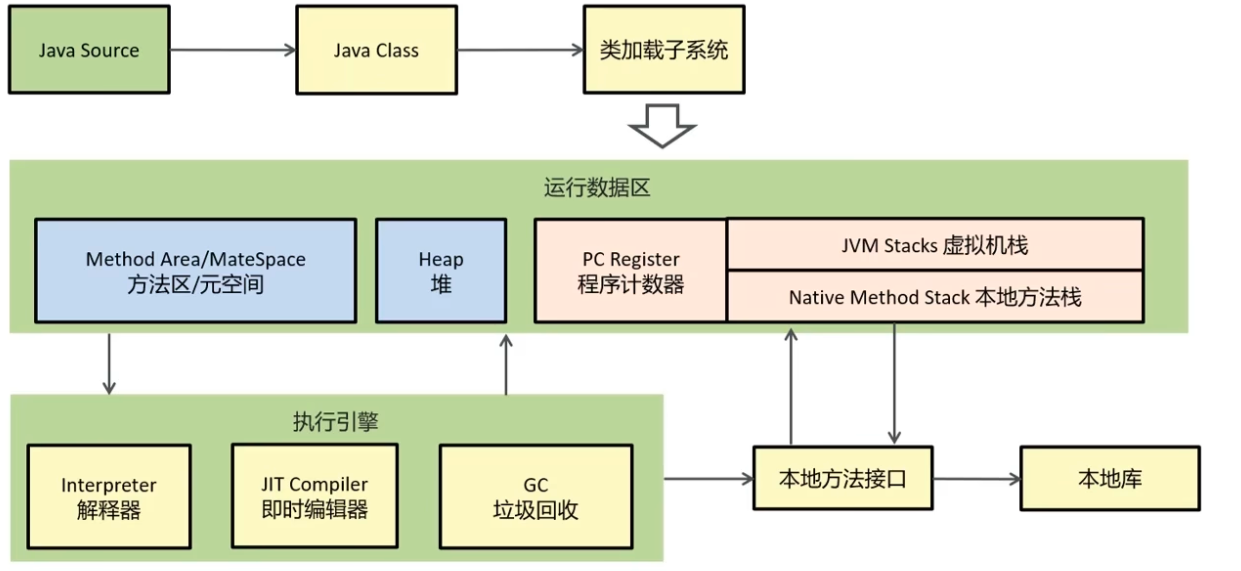 Java Source
Java Class
类加载子系统
运行数据区
Method Area/MateSpace
方法区/元空间
Heap
堆
PC Register
程序计数器
JVM Stacks 虚拟机栈
Native Method Stack 本地方法栈
执行引擎
Interpreter
解释器
JIT Compiler
即时编辑器
GC
垃圾回收
本地方法接口
本地库